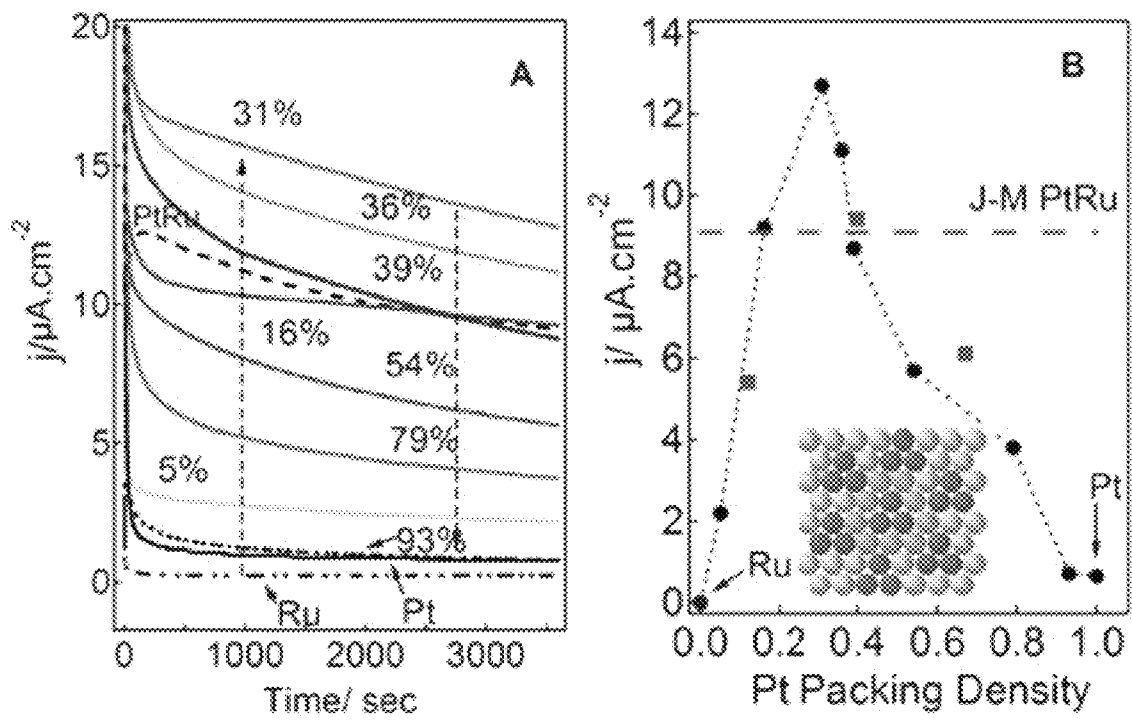 A
20
15
10
5
0
j/µA.cm-2
31%
36%
PtRu
39%
16%
54%
79%
5%
93%
Ru
Pt
0 1000 2000 3000
Time/ sec
B
14
12
10
8
6
4
2
0
j/ µA.cm-2
J-M PtRu
Pt
Ru
0.0 0.2 0.4 0.6 0.8 1.0
Pt Packing Density